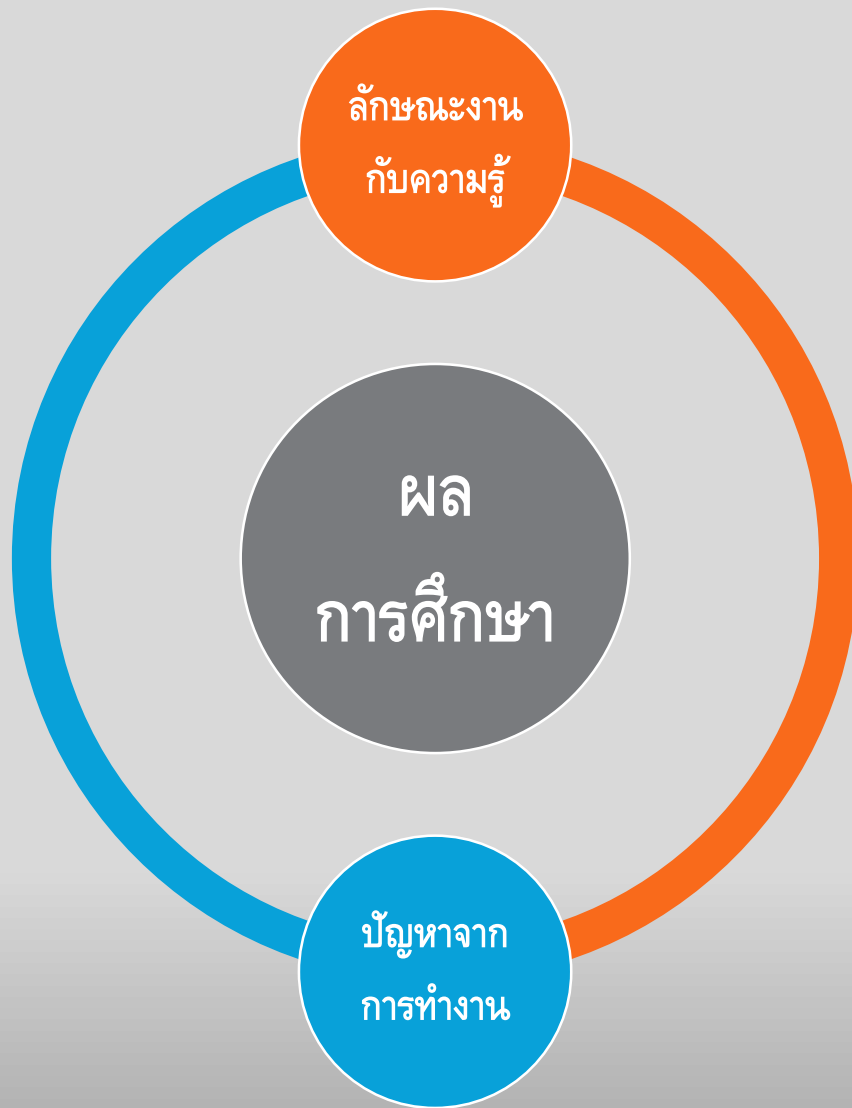 ลักษณะงาน
กับความรู้
ผล
การศึกษา
ปัญหาจาก
การทำงาน